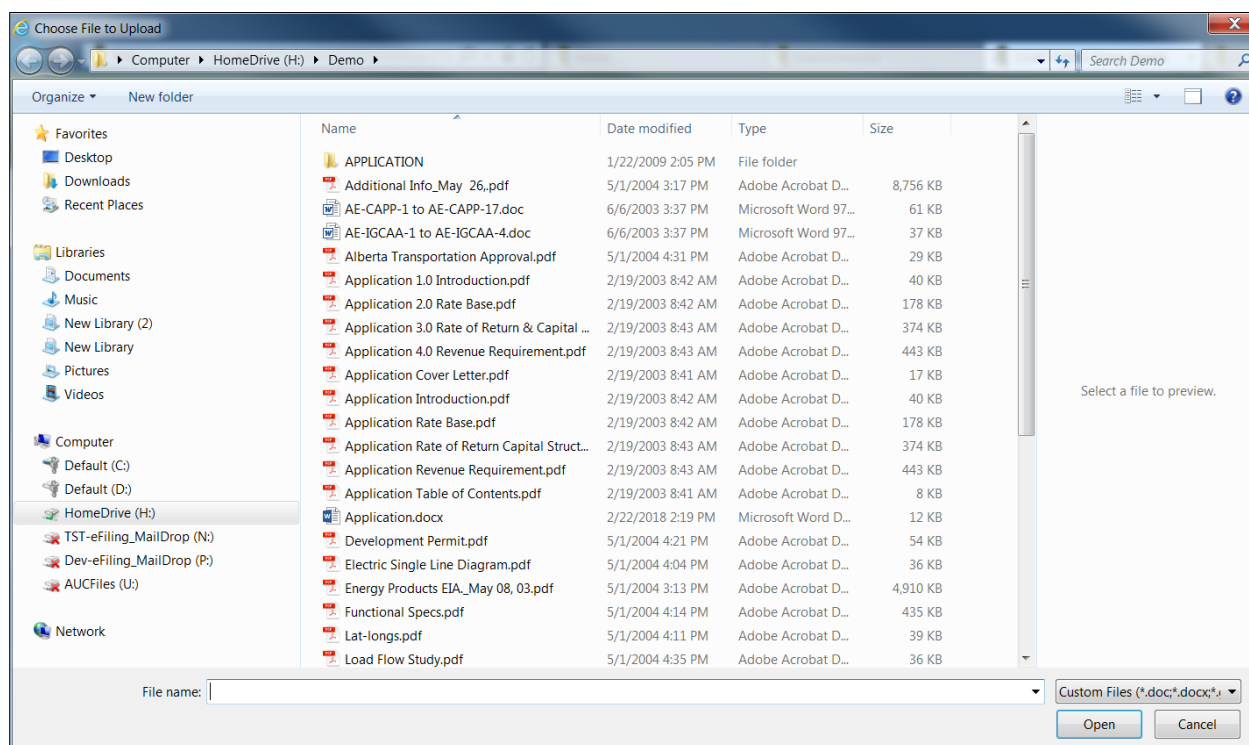 Choose File to Upload
Computer HomeDrive (H:) Demo Search Demo
Organize New folder
Favorites
Desktop
Downloads
Recent Places
Libraries
Documents
Music
New Library (2)
New Library
Pictures
Videos
Computer
Default (C:)
Default (D:)
HomeDrive (H:)
TST-eFiling_MailDrop (N:)
Dev-eFiling_MailDrop (P:)
AUCFiles (U:)
Network
Name Date modified Type Size
APPLICATION 1/22/2009 2:05 PM File folder
Additional Info_May 26,.pdf 5/1/2004 3:17 PM Adobe Acrobat D... 8,756 KB
AE-CAPP-1 to AE-CAPP-17.doc 6/6/2003 3:37 PM Microsoft Word 97... 61 KB
AE-IGCAA-1 to AE-IGCAA-4.doc 6/6/2003 3:37 PM Microsoft Word 97... 37 KB
Alberta Transportation Approval.pdf 5/1/2004 4:31 PM Adobe Acrobat D... 29 KB
Application 1.0 Introduction.pdf 2/19/2003 8:42 AM Adobe Acrobat D... 40 KB
Application 2.0 Rate Base.pdf 2/19/2003 8:42 AM Adobe Acrobat D... 178 KB
Application 3.0 Rate of Return & Capital ... 2/19/2003 8:43 AM Adobe Acrobat D... 374 KB
Application 4.0 Revenue Requirement.pdf 2/19/2003 8:43 AM Adobe Acrobat D... 443 KB
Application Cover Letter.pdf 2/19/2003 8:41 AM Adobe Acrobat D... 17 KB
Application Introduction.pdf 2/19/2003 8:42 AM Adobe Acrobat D... 40 KB
Application Rate Base.pdf 2/19/2003 8:42 AM Adobe Acrobat D... 178 KB
Application Rate of Return Capital Struct... 2/19/2003 8:43 AM Adobe Acrobat D... 374 KB
Application Revenue Requirement.pdf 2/19/2003 8:43 AM Adobe Acrobat D... 443 KB
Application Table of Contents.pdf 2/19/2003 8:41 AM Adobe Acrobat D... 8 KB
Application.docx 2/22/2018 2:19 PM Microsoft Word D... 12 KB
Development Permit.pdf 5/1/2004 4:21 PM Adobe Acrobat D... 54 KB
Electric Single Line Diagram.pdf 5/1/2004 4:04 PM Adobe Acrobat D... 36 KB
Energy Products EIA._May 08, 03.pdf 5/1/2004 3:13 PM Adobe Acrobat D... 4,910 KB
Functional Specs.pdf 5/1/2004 4:14 PM Adobe Acrobat D... 435 KB
Lat-longs.pdf 5/1/2004 4:11 PM Adobe Acrobat D... 39 KB
Load Flow Study.pdf 5/1/2004 4:35 PM Adobe Acrobat D... 36 KB
Select a file to preview.
File name: Custom Files (*.doc;*.docx;*.
Open Cancel